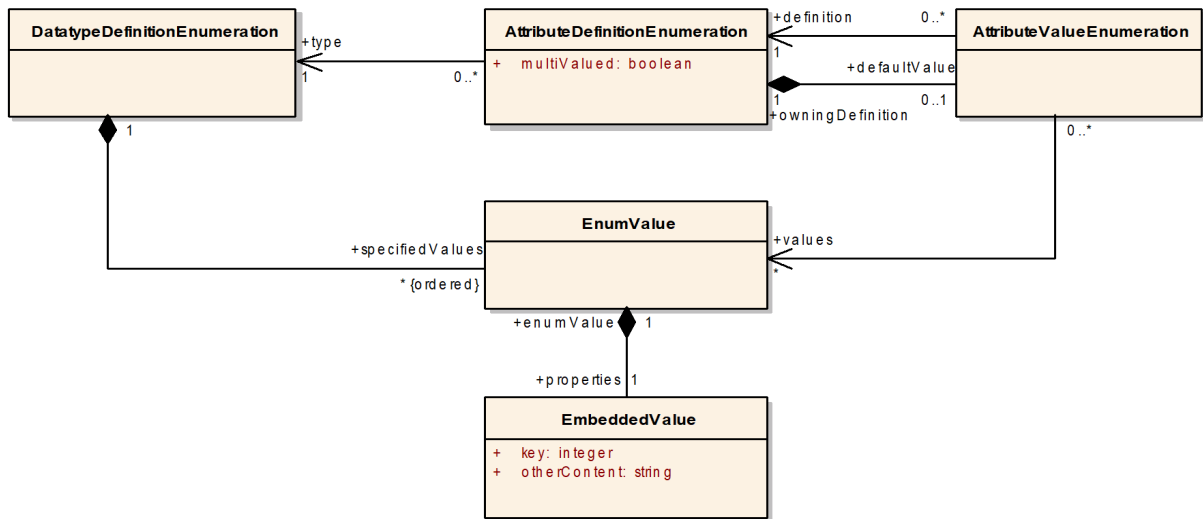 DatatypeDefinitionEnumeration
+type
1
0..*
AttributeDefinitionEnumeration
+ multiValued: boolean
+definition
0..*
1
+defaultValue
1
0..1
+owningDefinition
AttributeValueEnumeration
0..*
1
EnumValue
+specifiedValues
* {ordered}
+values
*
+enumValue
1
+properties
1
EmbeddedValue
+ key: integer
+ otherContent: string